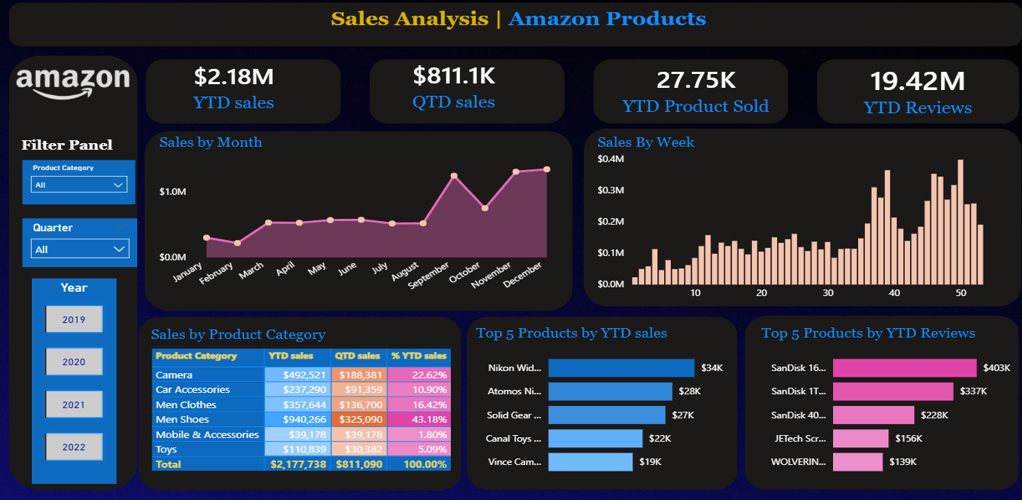 Sales Analysis | Amazon Products
amazon
$2.18M
YTD sales
$811.1K
QTD sales
27.75K
YTD Product Sold
19.42M
YTD Reviews
Filter Panel
Product Category
All
Quarter
All
Year
2019
2020
2021
2022
Sales by Month
$1.0M
$0.0M
January
February
March
April
May
June
July
August
September
October
November
December
Sales By Week
$0.4M
$0.3M
$0.2M
$0.1M
$0.0M
10 20 30 40 50
Sales by Product Category
Product Category YTD sales QTD sales % YTD sales
Camera $492,521 $188,381 22.62%
Car Accessories $237,290 $91,359 10.90%
Men Clothes $357,644 $136,700 16.42%
Men Shoes $940,266 $325,090 43.18%
Mobile & Accessories $39,178 $39,178 1.80%
Toys $110,839 $30,382 5.09%
Total $2,177,738 $811,090 100.00%
Top 5 Products by YTD sales
Nikon Wid... $34K
Atomos Ni... $28K
Solid Gear ... $27K
Canal Toys ... $22K
Vince Cam... $19K
Top 5 Products by YTD Reviews
SanDisk 16... $403K
SanDisk 1T... $337K
SanDisk 40... $228K
JETech Scr... $156K
WOLVERIN... $139K